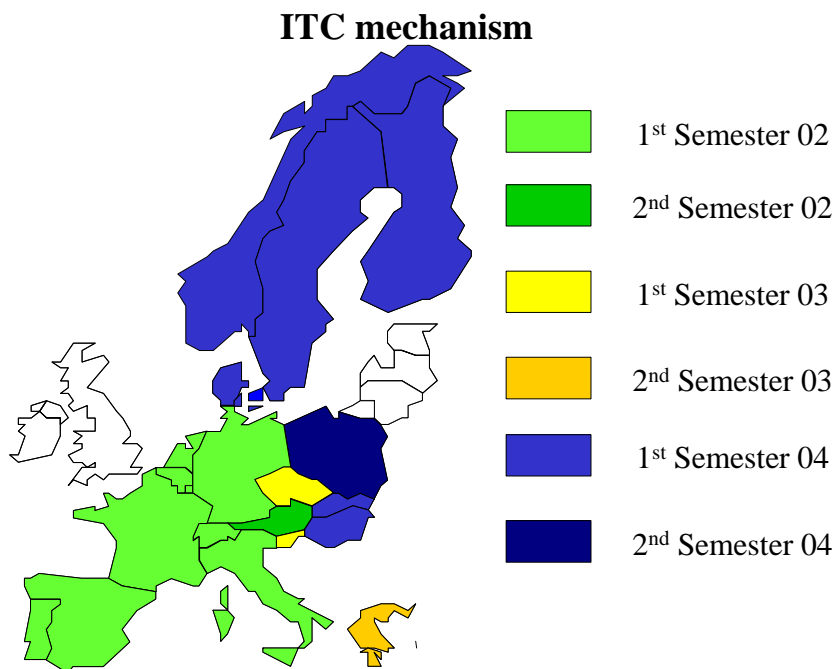 ITC mechanism
1st Semester 02
2nd Semester 02
1st Semester 03
2nd Semester 03
1st Semester 04
2nd Semester 04